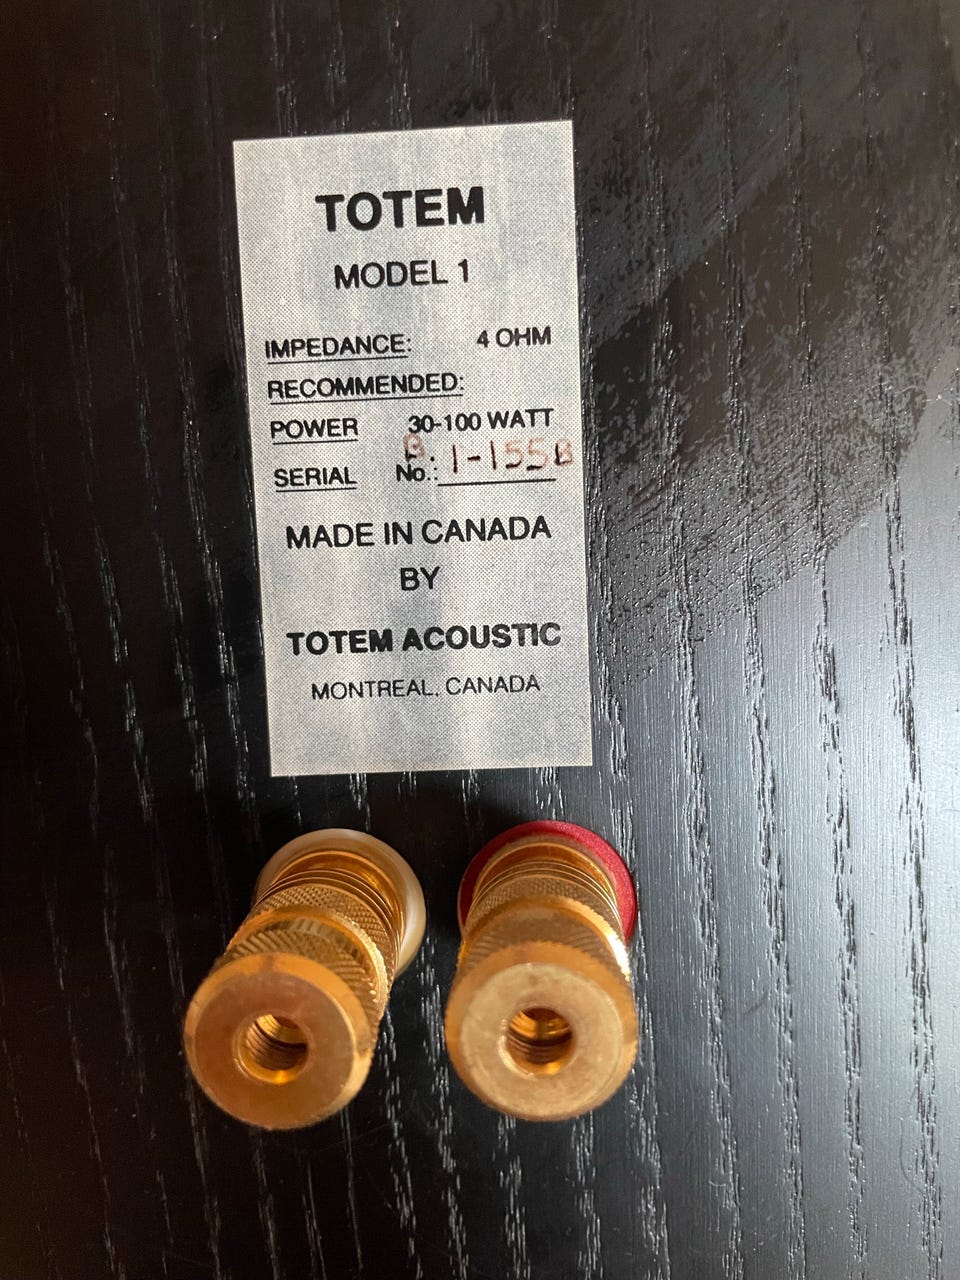 TOTEM
MODEL 1
IMPEDANCE: 4 OHM
RECOMMENDED:
POWER 30-100 WATT
SERIAL No.: B.1-155B
MADE IN CANADA
BY
TOTEM ACOUSTIC
MONTREAL, CANADA